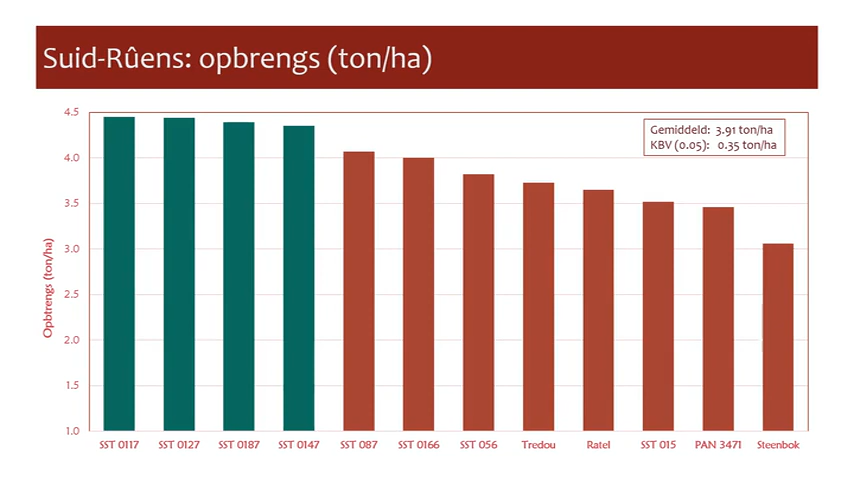 Suid-Rûens: opbrengs (ton/ha)
Gemiddeld: 3.91 ton/ha
KBV (0.05): 0.35 ton/ha
Opbtrengs (ton/ha)
4.5
4.0
3.5
3.0
2.5
2.0
1.5
1.0
SST 0117 SST 0127 SST 0187 SST 0147 SST 087 SST 0166 SST 056 Tredou Ratel SST 015 PAN 3471 Steenbok